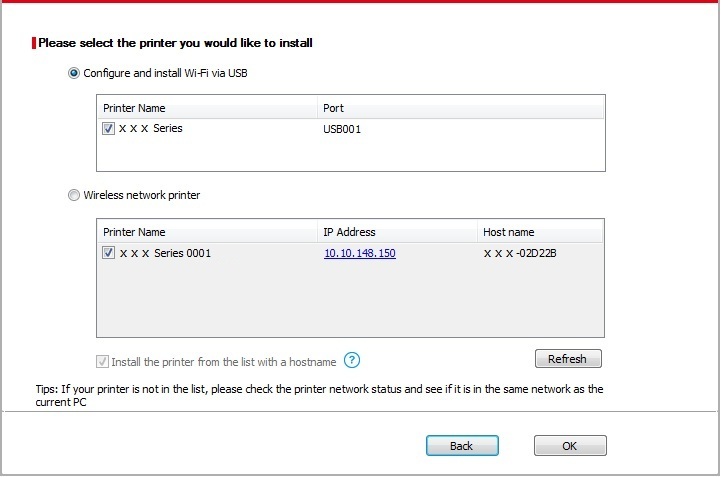 Please select the printer you would like to install
Configure and install Wi-Fi via USB
Printer Name Port
X X X Series USB001
Wireless network printer
Printer Name IP Address Host name
X X X Series 0001 10.10.148.150 X X X -02D22B
Install the printer from the list with a hostname ? Refresh
Tips: If your printer is not in the list, please check the printer network status and see if it is in the same network as the
current PC
Back OK